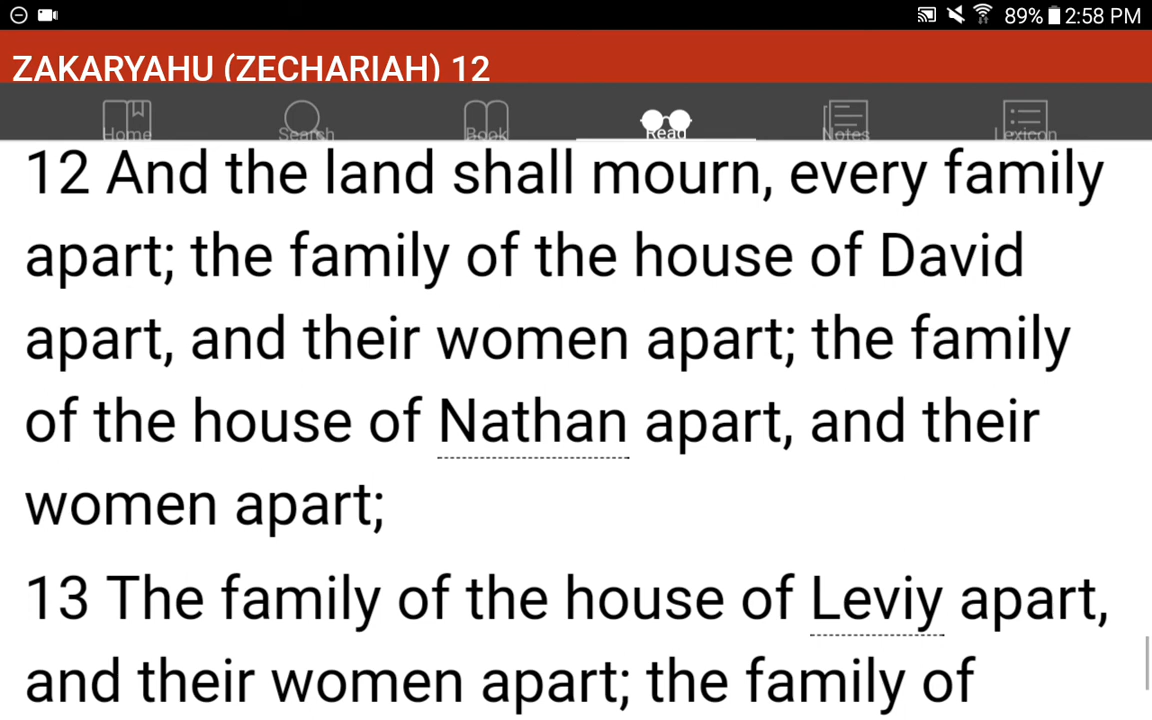 89% 2:58 PM
ZAKARYAHU (ZECHARIAH) 12
Home Search Book Read Notes Lexicon
12 And the land shall mourn, every family
apart; the family of the house of David
apart, and their women apart; the family
of the house of Nathan apart, and their
women apart;
13 The family of the house of Leviy apart,
and their women apart; the family of